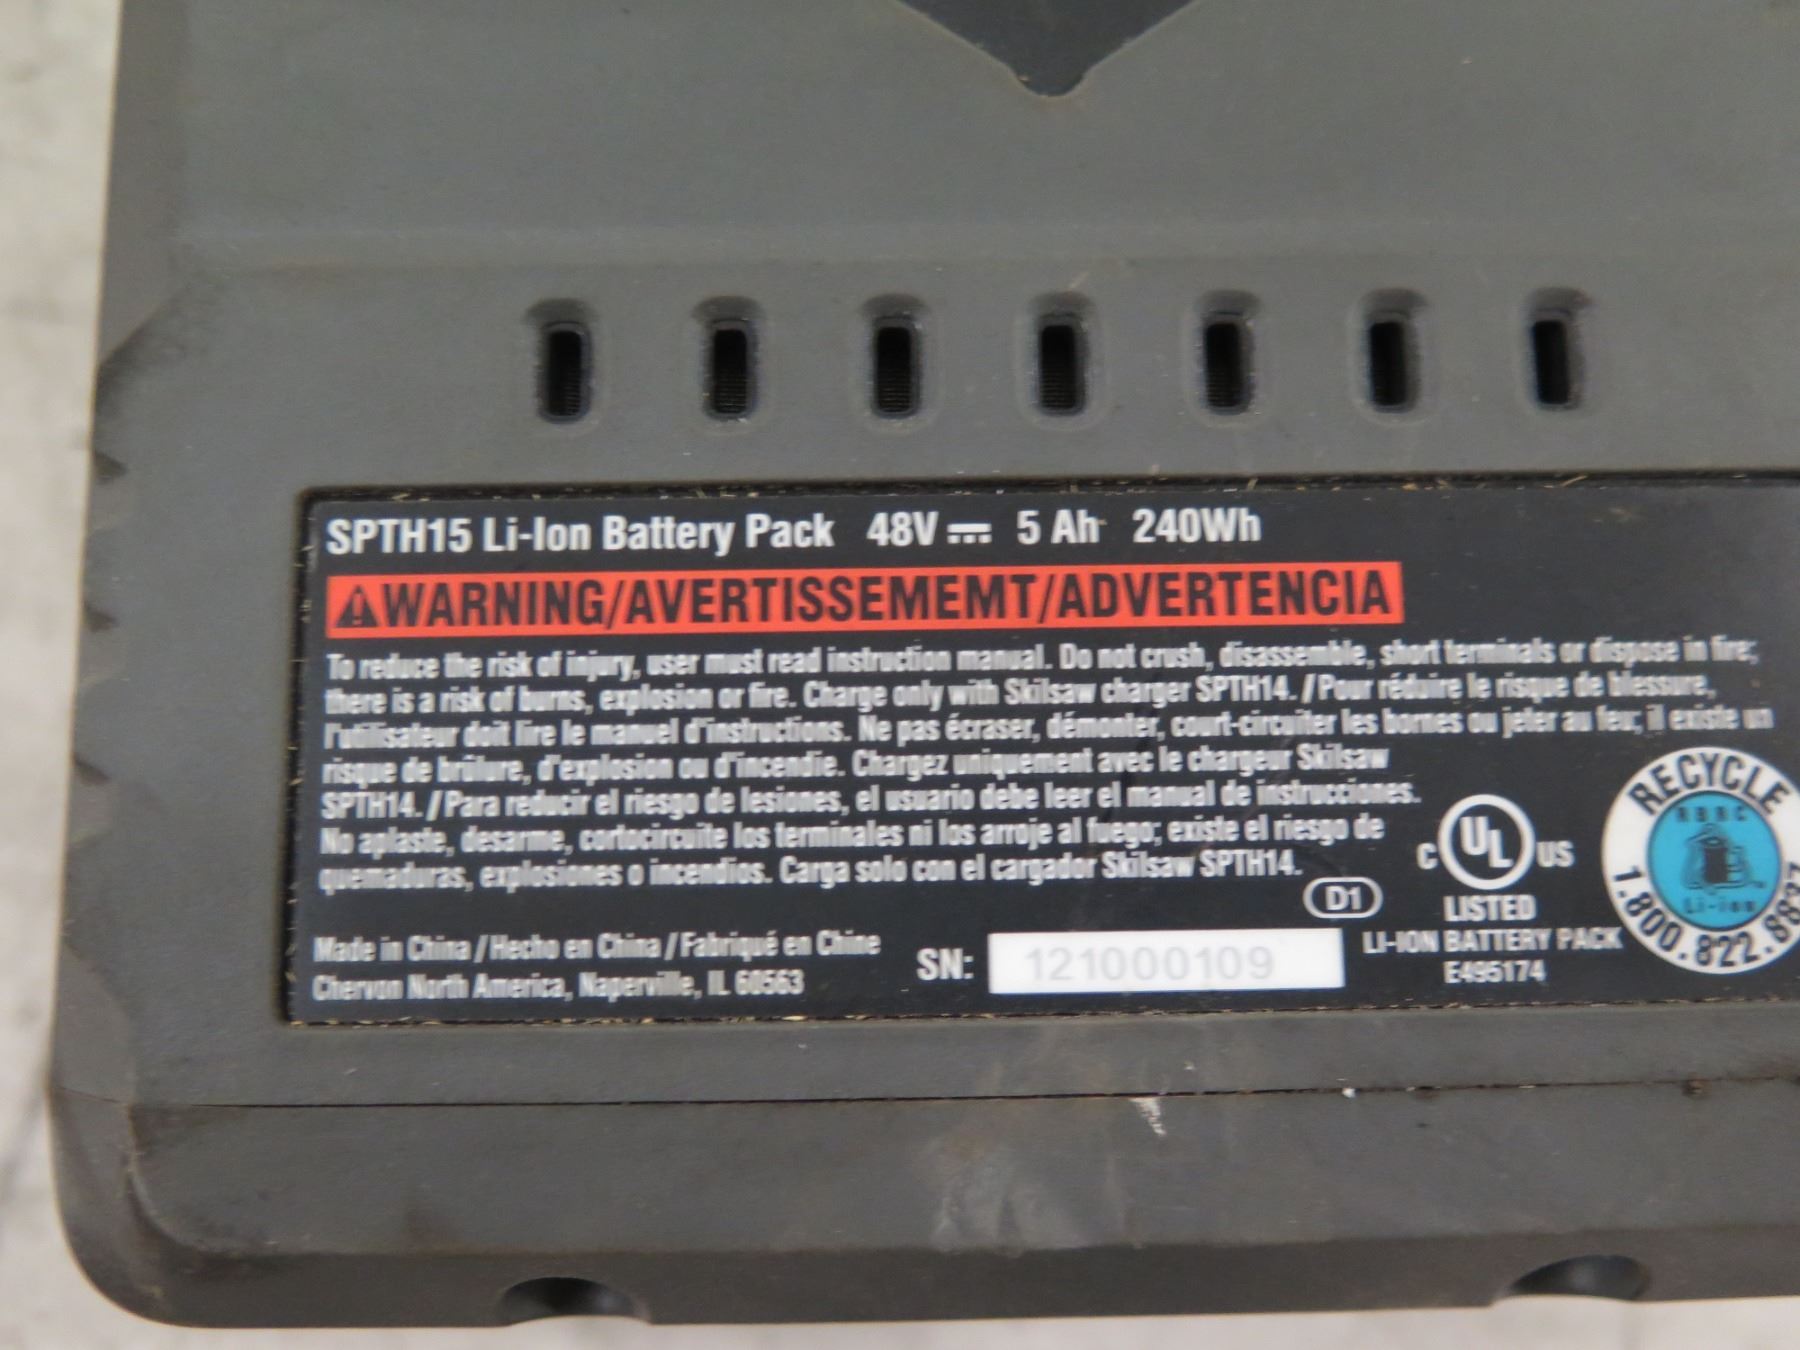 SPTH15 Li-Ion Battery Pack 48V 5 Ah 240Wh
WARNING/AVERTISSEMEMT/ADVERTENCIA
To reduce the risk of injury, user must read instruction manual. Do not crush, disassemble, short terminals or dispose in fire;
there is a risk of burns, explosion or fire. Charge only with Skilsaw charger SPTH14. / Pour réduire le risque de blessure,
l'utilisateur doit lire le manuel d'instructions. Ne pas écraser, démonter, court-circuiter les bornes ou jeter au feu; il existe un
risque de brûlure, d'explosion ou d'incendie. Chargez uniquement avec le chargeur Skilsaw
SPTH14. / Para reducir el riesgo de lesiones, el usuario debe leer el manual de instrucciones.
No aplaste, desarme, cortocircuite los terminales ni los arroje al fuego; existe el riesgo de
quemaduras, explosiones o incendios. Carga solo con el cargador Skilsaw SPTH14.
D1
Made in China / Hecho en China / Fabriqué en Chine
Chervon North America, Naperville, IL 60563
SN: 121000109
C UL US
LISTED
LI-ION BATTERY PACK
E495174
RECYCLE
RBRC
Li-ion
1.800.822.8837